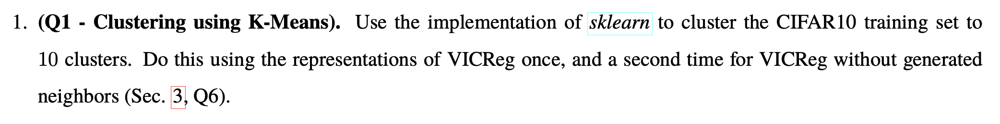 1. (Q1 - Clustering using K-Means). Use the implementation of sklearn to cluster the CIFAR10 training set to
10 clusters. Do this using the representations of VICReg once, and a second time for VICReg without generated
neighbors (Sec. 3, Q6).